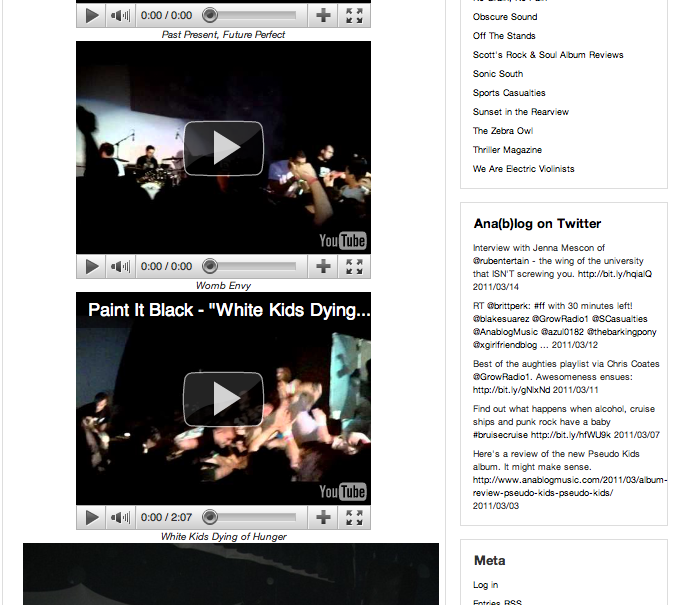 0:00 / 0:00
Past Present, Future Perfect
YouTube
0:00 / 0:00
Womb Envy
Paint It Black - "White Kids Dying...
YouTube
0:00 / 2:07
White Kids Dying of Hunger
Obscure Sound
Off The Stands
Scott's Rock & Soul Album Reviews
Sonic South
Sports Casualties
Sunset in the Rearview
The Zebra Owl
Thriller Magazine
We Are Electric Violinists
Ana(b)log on Twitter
Interview with Jenna Mescon of
@rubentertain - the wing of the university
that ISN'T screwing you. http://bit.ly/hqialQ
2011/03/14
RT @brittperk: #ff with 30 minutes left!
@blakesuarez @GrowRadio1 @SCasualties
@AnablogMusic @azul0182 @thebarkingpony
@xgirlfriendblog ... 2011/03/12
Best of the aughties playlist via Chris Coates
@GrowRadio1. Awesomeness ensues:
http://bit.ly/gNlxNd 2011/03/11
Find out what happens when alcohol, cruise
ships and punk rock have a baby
#bruisecruise http://bit.ly/hfWU9k 2011/03/07
Here's a review of the new Pseudo Kids
album. It might make sense.
http://www.anablogmusic.com/2011/03/album-
review-pseudo-kids-pseudo-kids/
2011/03/03
Meta
Log in
Entries RSS